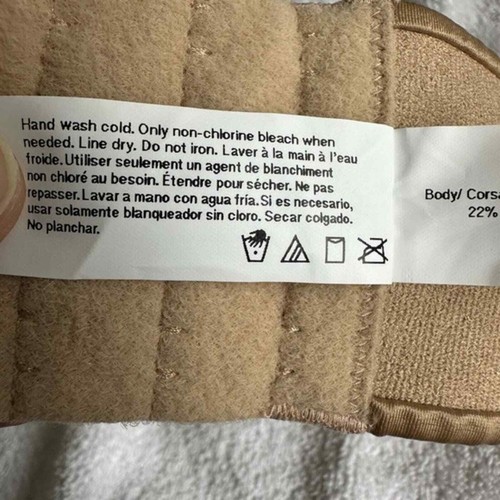 Hand wash cold. Only non-chlorine bleach when
needed. Line dry. Do not iron. Laver à la main à l'eau
froide. Utiliser seulement un agent de blanchiment
non chloré au besoin. Étendre pour sécher. Ne pas
repasser. Lavar a mano con agua fría. Si es necesario,
usar solamente blanqueador sin cloro. Secar colgado.
No planchar.
Body/
22%